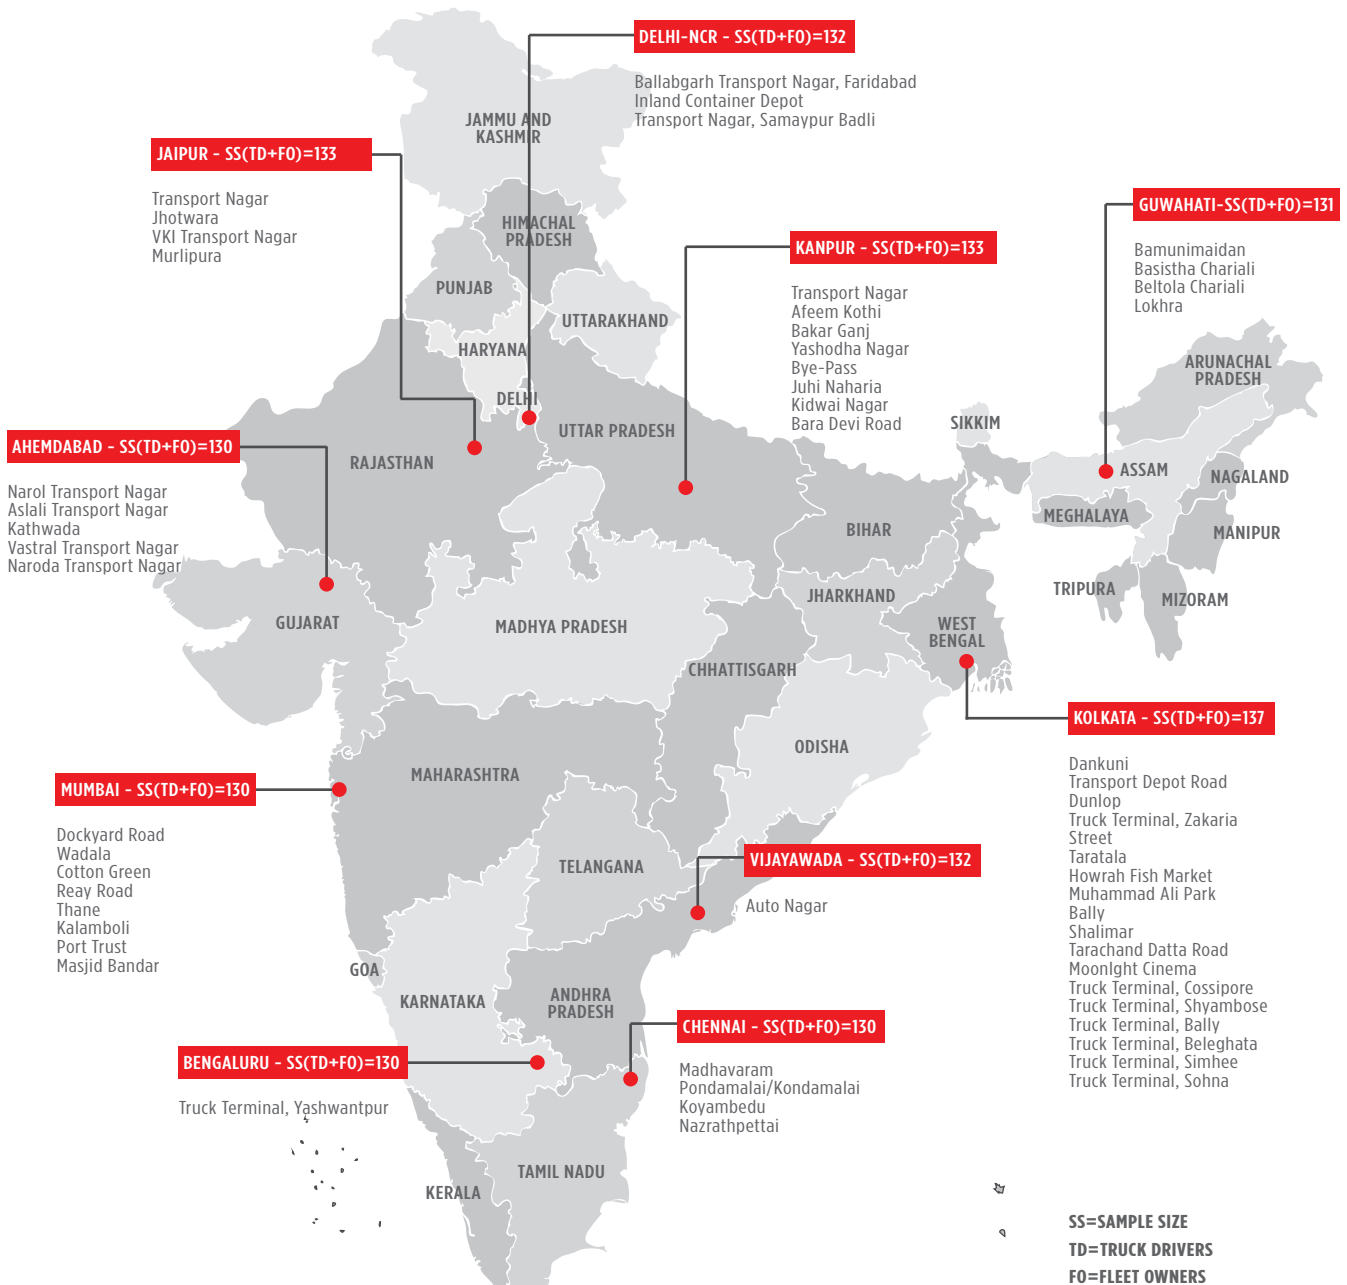 DELHI-NCR - SS(TD+FO)=132
Ballabgarh Transport Nagar, Faridabad
Inland Container Depot
Transport Nagar, Samaypur Badli
JAMMU AND
KASHMIR
JAIPUR - SS(TD+FO)=133
Transport Nagar
Jhotwara
VKI Transport Nagar
Murlipura
GUWAHATI-SS(TD+FO)=131
Bamunimaidan
Basistha Chariali
Beltola Chariali
Lokhra
HIMACHAL
PRADESH
KANPUR - SS(TD+FO)=133
Transport Nagar
Afeem Kothi
Bakar Ganj
Yashodha Nagar
Bye-Pass
Juhi Naharia
Kidwai Nagar
Bara Devi Road
PUNJAB
UTTARAKHAND
HARYANA
DELHI
ARUNACHAL
PRADESH
SIKKIM
UTTAR PRADESH
RAJASTHAN
AHEMDABAD - SS(TD+FO)=130
Narol Transport Nagar
Aslali Transport Nagar
Kathwada
Vastral Transport Nagar
Naroda Transport Nagar
ASSAM
NAGALAND
MEGHALAYA
MANIPUR
BIHAR
TRIPURA
MIZORAM
JHARKHAND
GUJARAT
MADHYA PRADESH
WEST
BENGAL
CHHATTISGARH
KOLKATA - SS(TD+FO)=137
Dankuni
Transport Depot Road
Dunlop
Truck Terminal, Zakaria
Street
Taratala
Howrah Fish Market
Muhammad Ali Park
Bally
Shalimar
Tarachand Datta Road
Moonlght Cinema
Truck Terminal, Cossipore
Truck Terminal, Shyambose
Truck Terminal, Bally
Truck Terminal, Beleghata
Truck Terminal, Simhee
Truck Terminal, Sohna
ODISHA
MAHARASHTRA
MUMBAI - SS(TD+FO)=130
Dockyard Road
Wadala
Cotton Green
Reay Road
Thane
Kalamboli
Port Trust
Masjid Bandar
TELANGANA
VIJAYAWADA - SS(TD+FO)=132
Auto Nagar
GOA
KARNATAKA
ANDHRA
PRADESH
CHENNAI - SS(TD+FO)=130
Madhavaram
Pondamalai/Kondamalai
Koyambedu
Nazrathpettai
BENGALURU - SS(TD+FO)=130
Truck Terminal, Yashwantpur
TAMIL NADU
KERALA
SS=SAMPLE SIZE
TD=TRUCK DRIVERS
FO=FLEET OWNERS